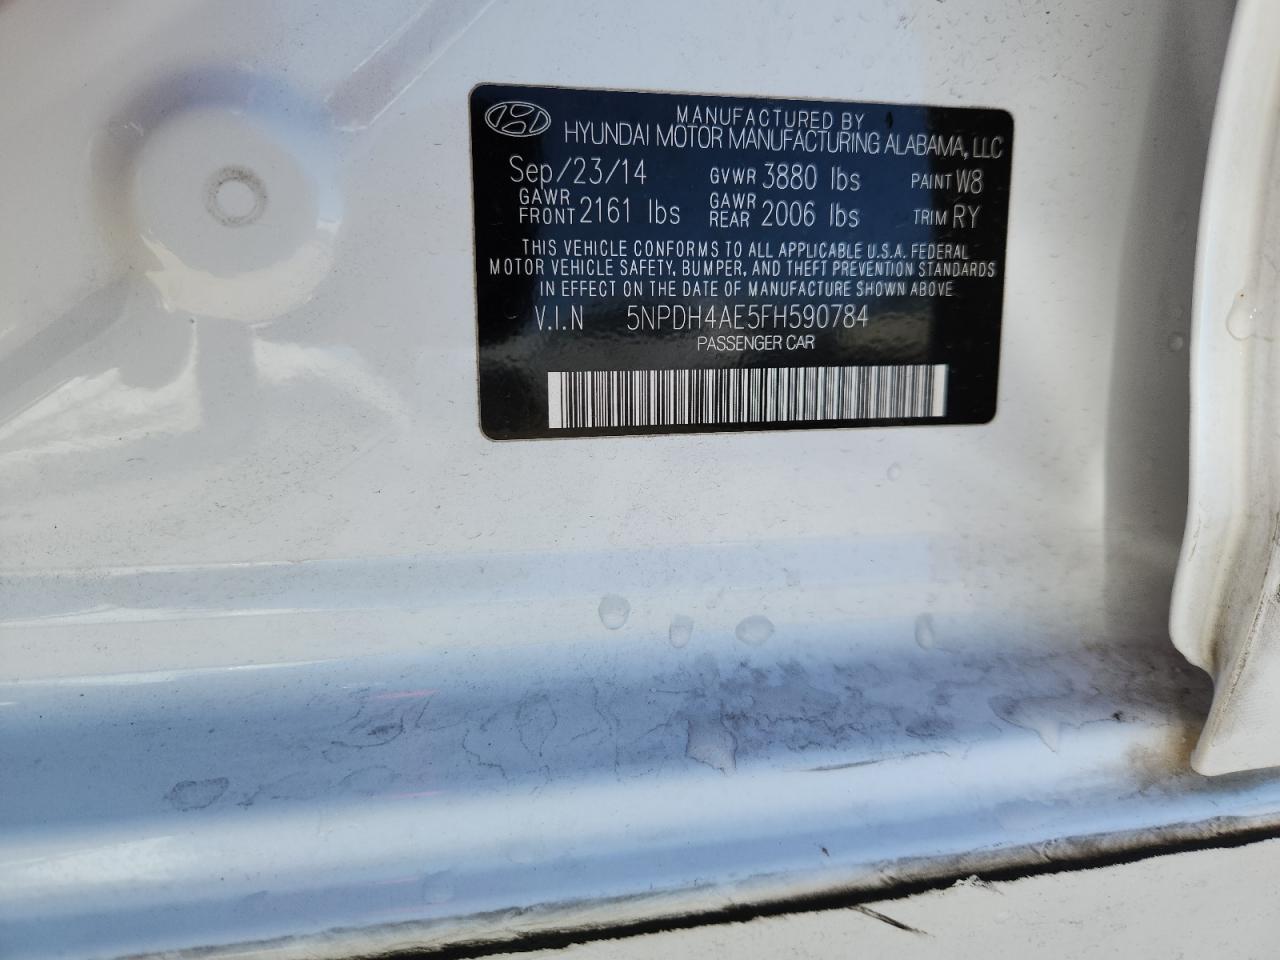 MANUFACTURED BY
HYUNDAI MOTOR MANUFACTURING ALABAMA, LLC
Sep/23/14 GVWR 3880 lbs PAINT W8
GAWR FRONT 2161 lbs GAWR REAR 2006 lbs TRIM RY
THIS VEHICLE CONFORMS TO ALL APPLICABLE U.S.A. FEDERAL
MOTOR VEHICLE SAFETY, BUMPER, AND THEFT PREVENTION STANDARDS
IN EFFECT ON THE DATE OF MANUFACTURE SHOWN ABOVE
V.I.N 5NPDH4AE5FH590784
PASSENGER CAR